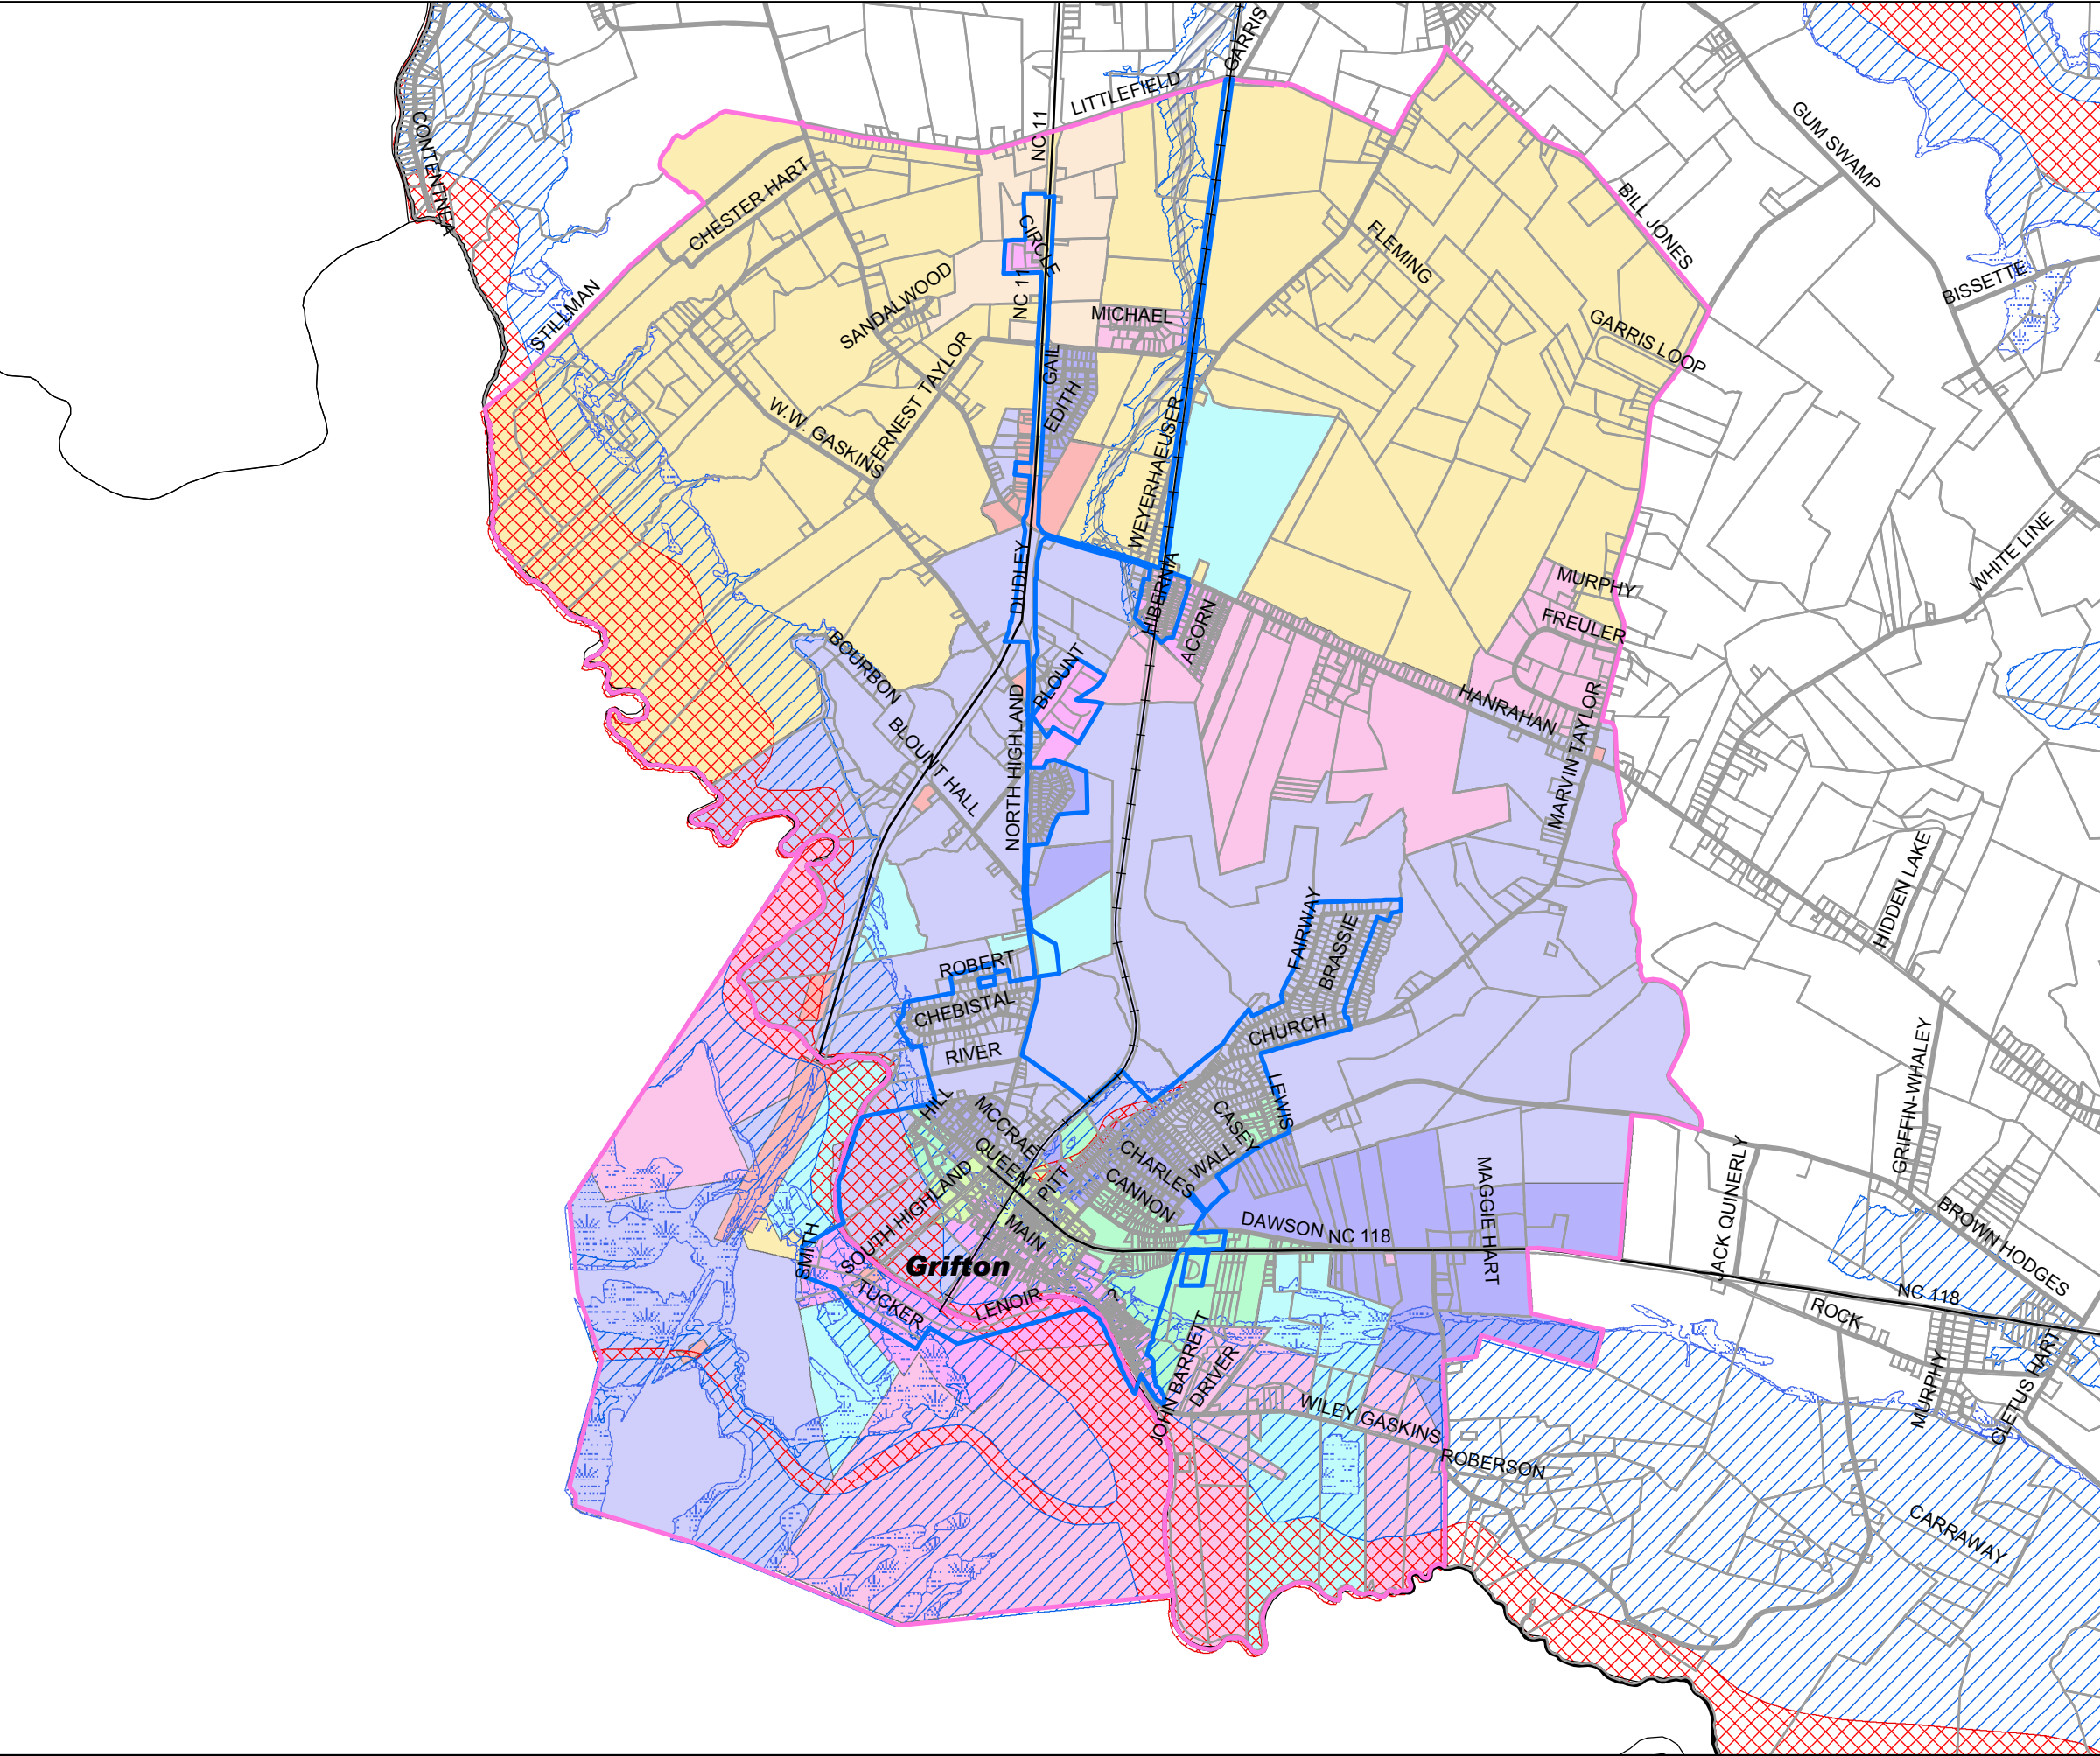 GARRIS
LITTLEFIELD
NC 11
CONTENTNEA
GUM SWAMP
CHESTER HART
BILL JONES
CIRCLE
FLEMING
BISSETTE
SANDALWOOD
NC 11
STILLMAN
MICHAEL
GARRIS LOOP
GAIL
EDITH
ERNEST TAYLOR
W.W. GASKINS
WEYERHAEUSER
WHITE LINE
DUDLEY
HIBERNIA
MURPHY
ACORN
FREULER
BOURBON
BLOUNT
HANRAHAN
NORTH HIGHLAND
BLOUNT HALL
MARVIN TAYLOR
HIDDEN LAKE
FAIRWAY
BRASSIE
ROBERT
CHEBISTAL
CHURCH
RIVER
GRIFFIN-WHALEY
HILL
MCCRAE
LEWIS
CASEY
QUEEN
CHARLES
WALL
JACK QUINERLY
PITT
CANNON
MAGGIE HART
SOUTH HIGHLAND
MAIN
DAWSON
NC 118
BROWN HODGES
SMITH
Grifton
TUCKER
LENOIR
2
NC 118
ROCK
JOHN BARRETT
DRIVER
MURPHY
CLETUS HART
WILEY GASKINS
ROBERSON
CARRAWAY